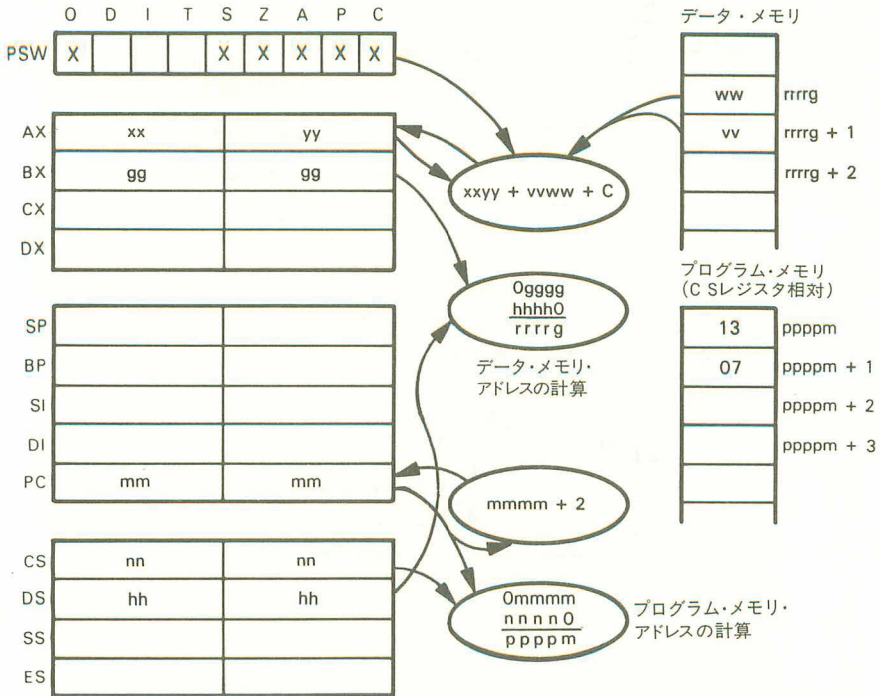 O D I T S Z A P C
PSW X X X X X X
AX xx yy
BX gg gg
CX
DX
xxyy + vvww + C
データ・メモリ
ww rrrrg
vv rrrrg + 1
rrrrg + 2
0gggg
hhhh0
rrrrg
データ・メモリ・
アドレスの計算
プログラム・メモリ
(CSレジスタ相対)
13 ppppm
07 ppppm + 1
ppppm + 2
ppppm + 3
SP
BP
SI
DI
PC mm mm
mmmm + 2
CS nn nn
DS hh hh
SS
ES
0mmmm
nnnn0
ppppm
プログラム・メモリ・
アドレスの計算